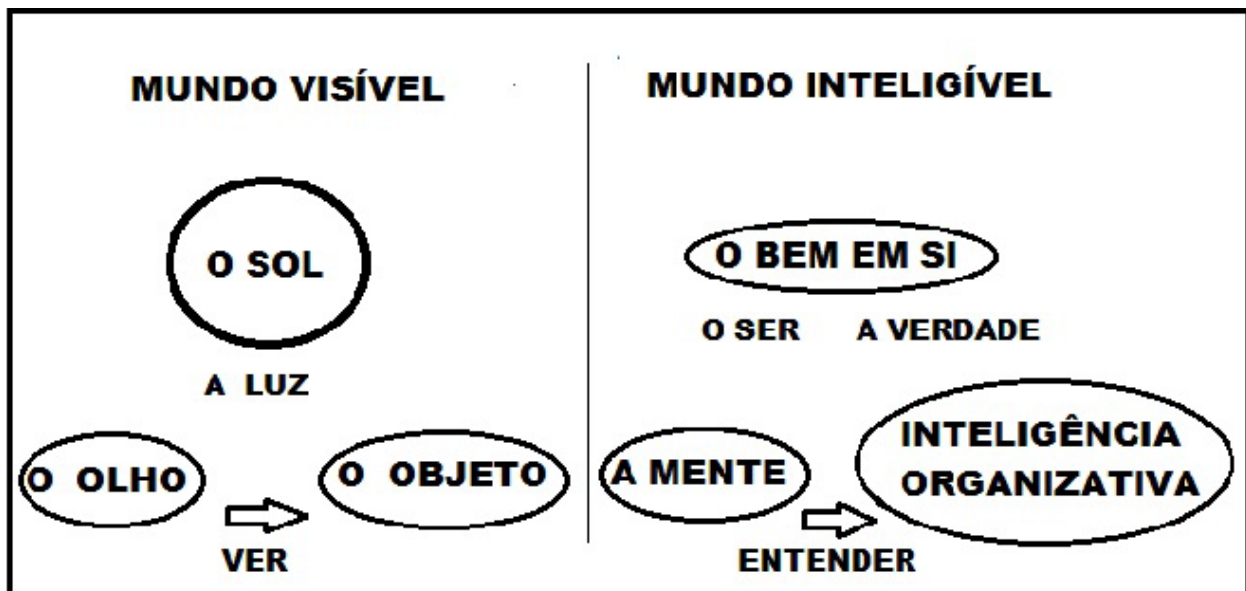 MUNDO VISÍVEL
O SOL
A LUZ
O OLHO
O OBJETO
VER
MUNDO INTELIGÍVEL
O BEM EM SI
O SER A VERDADE
A MENTE
INTELIGÊNCIA
ORGANIZATIVA
ENTENDER